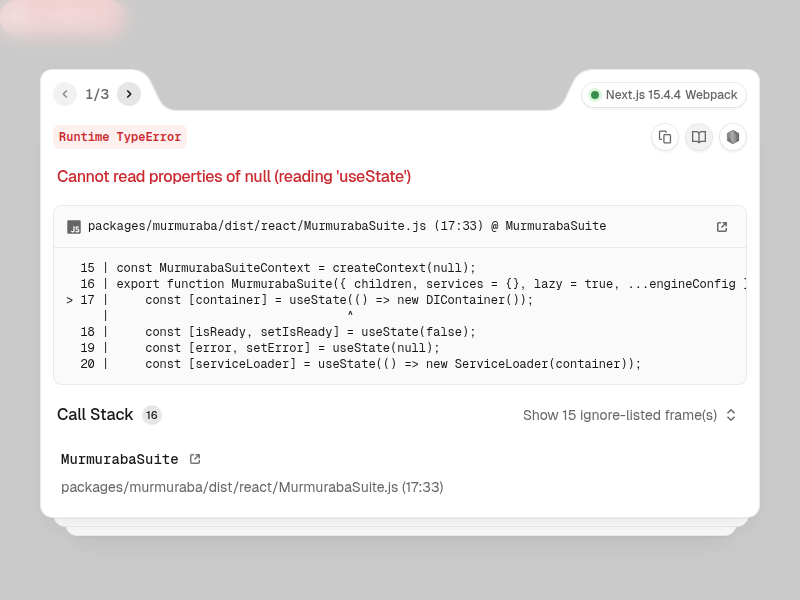 1/3
Next.js 15.4.4 Webpack
Runtime TypeError
Cannot read properties of null (reading 'useState')
JS packages/murmuraba/dist/react/MurmurabaSuite.js (17:33) @ MurmurabaSuite
15 | const MurmurabaSuiteContext = createContext(null);
16 | export function MurmurabaSuite({ children, services = {}, lazy = true, ...engineConfig }
> 17 |     const [container] = useState(() => new DIContainer());
|                                 ^
18 |     const [isReady, setIsReady] = useState(false);
19 |     const [error, setError] = useState(null);
20 |     const [serviceLoader] = useState(() => new ServiceLoader(container));
Call Stack 16
Show 15 ignore-listed frame(s)
MurmurabaSuite
packages/murmuraba/dist/react/MurmurabaSuite.js (17:33)